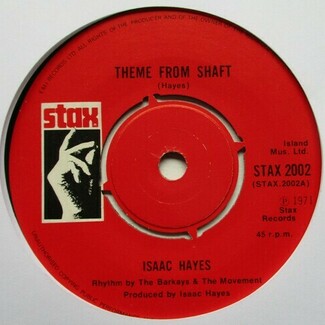 THEME FROM SHAFT
(Hayes)
stax
Island
Mus. Ltd.
STAX 2002
(STAX.2002A)
℗ 1971
Stax
Records
45 r.p.m.
ISAAC HAYES
Rhythm by The Barkays & The Movement
Produced by Isaac Hayes